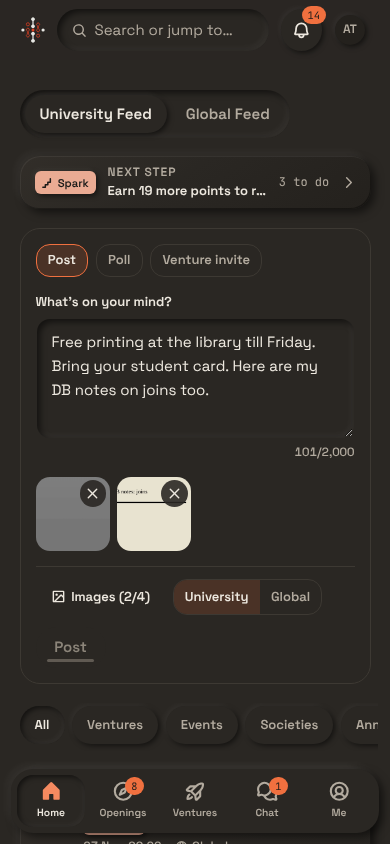 Search or jump to...
14
AT
University Feed
Global Feed
Spark
NEXT STEP
Earn 19 more points to r...
3 to do
Post
Poll
Venture invite
What's on your mind?
Free printing at the library till Friday.
Bring your student card. Here are my
DB notes on joins too.
101/2,000
notes: joins
Images (2/4)
University
Global
Post
All
Ventures
Events
Societies
Home
Openings
8
Ventures
Chat
1
Me